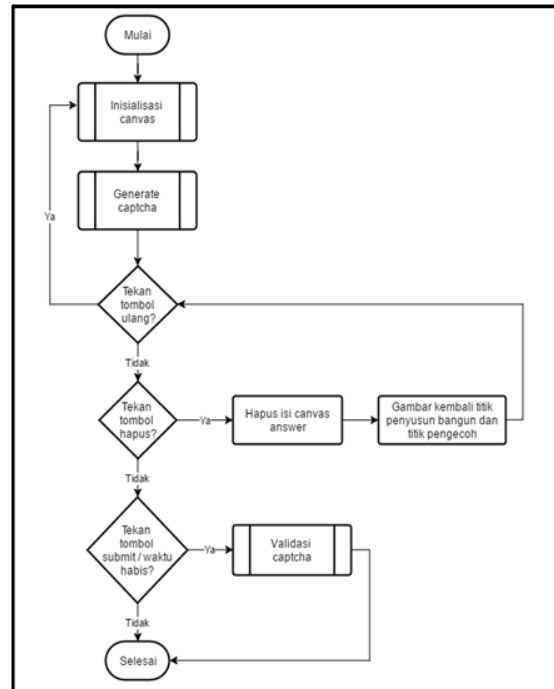 Mulai
Inisialisasi
canvas
Generate
captcha
Ya
Tekan
tombol
ulang?
Tidak
Tekan
tombol
hapus?
Ya
Hapus isi canvas
answer
Gambar kembali titik
penyusun bangun dan
titik pengecoh
Tidak
Tekan
tombol
submit / waktu
habis?
Ya
Validasi
captcha
Tidak
Selesai